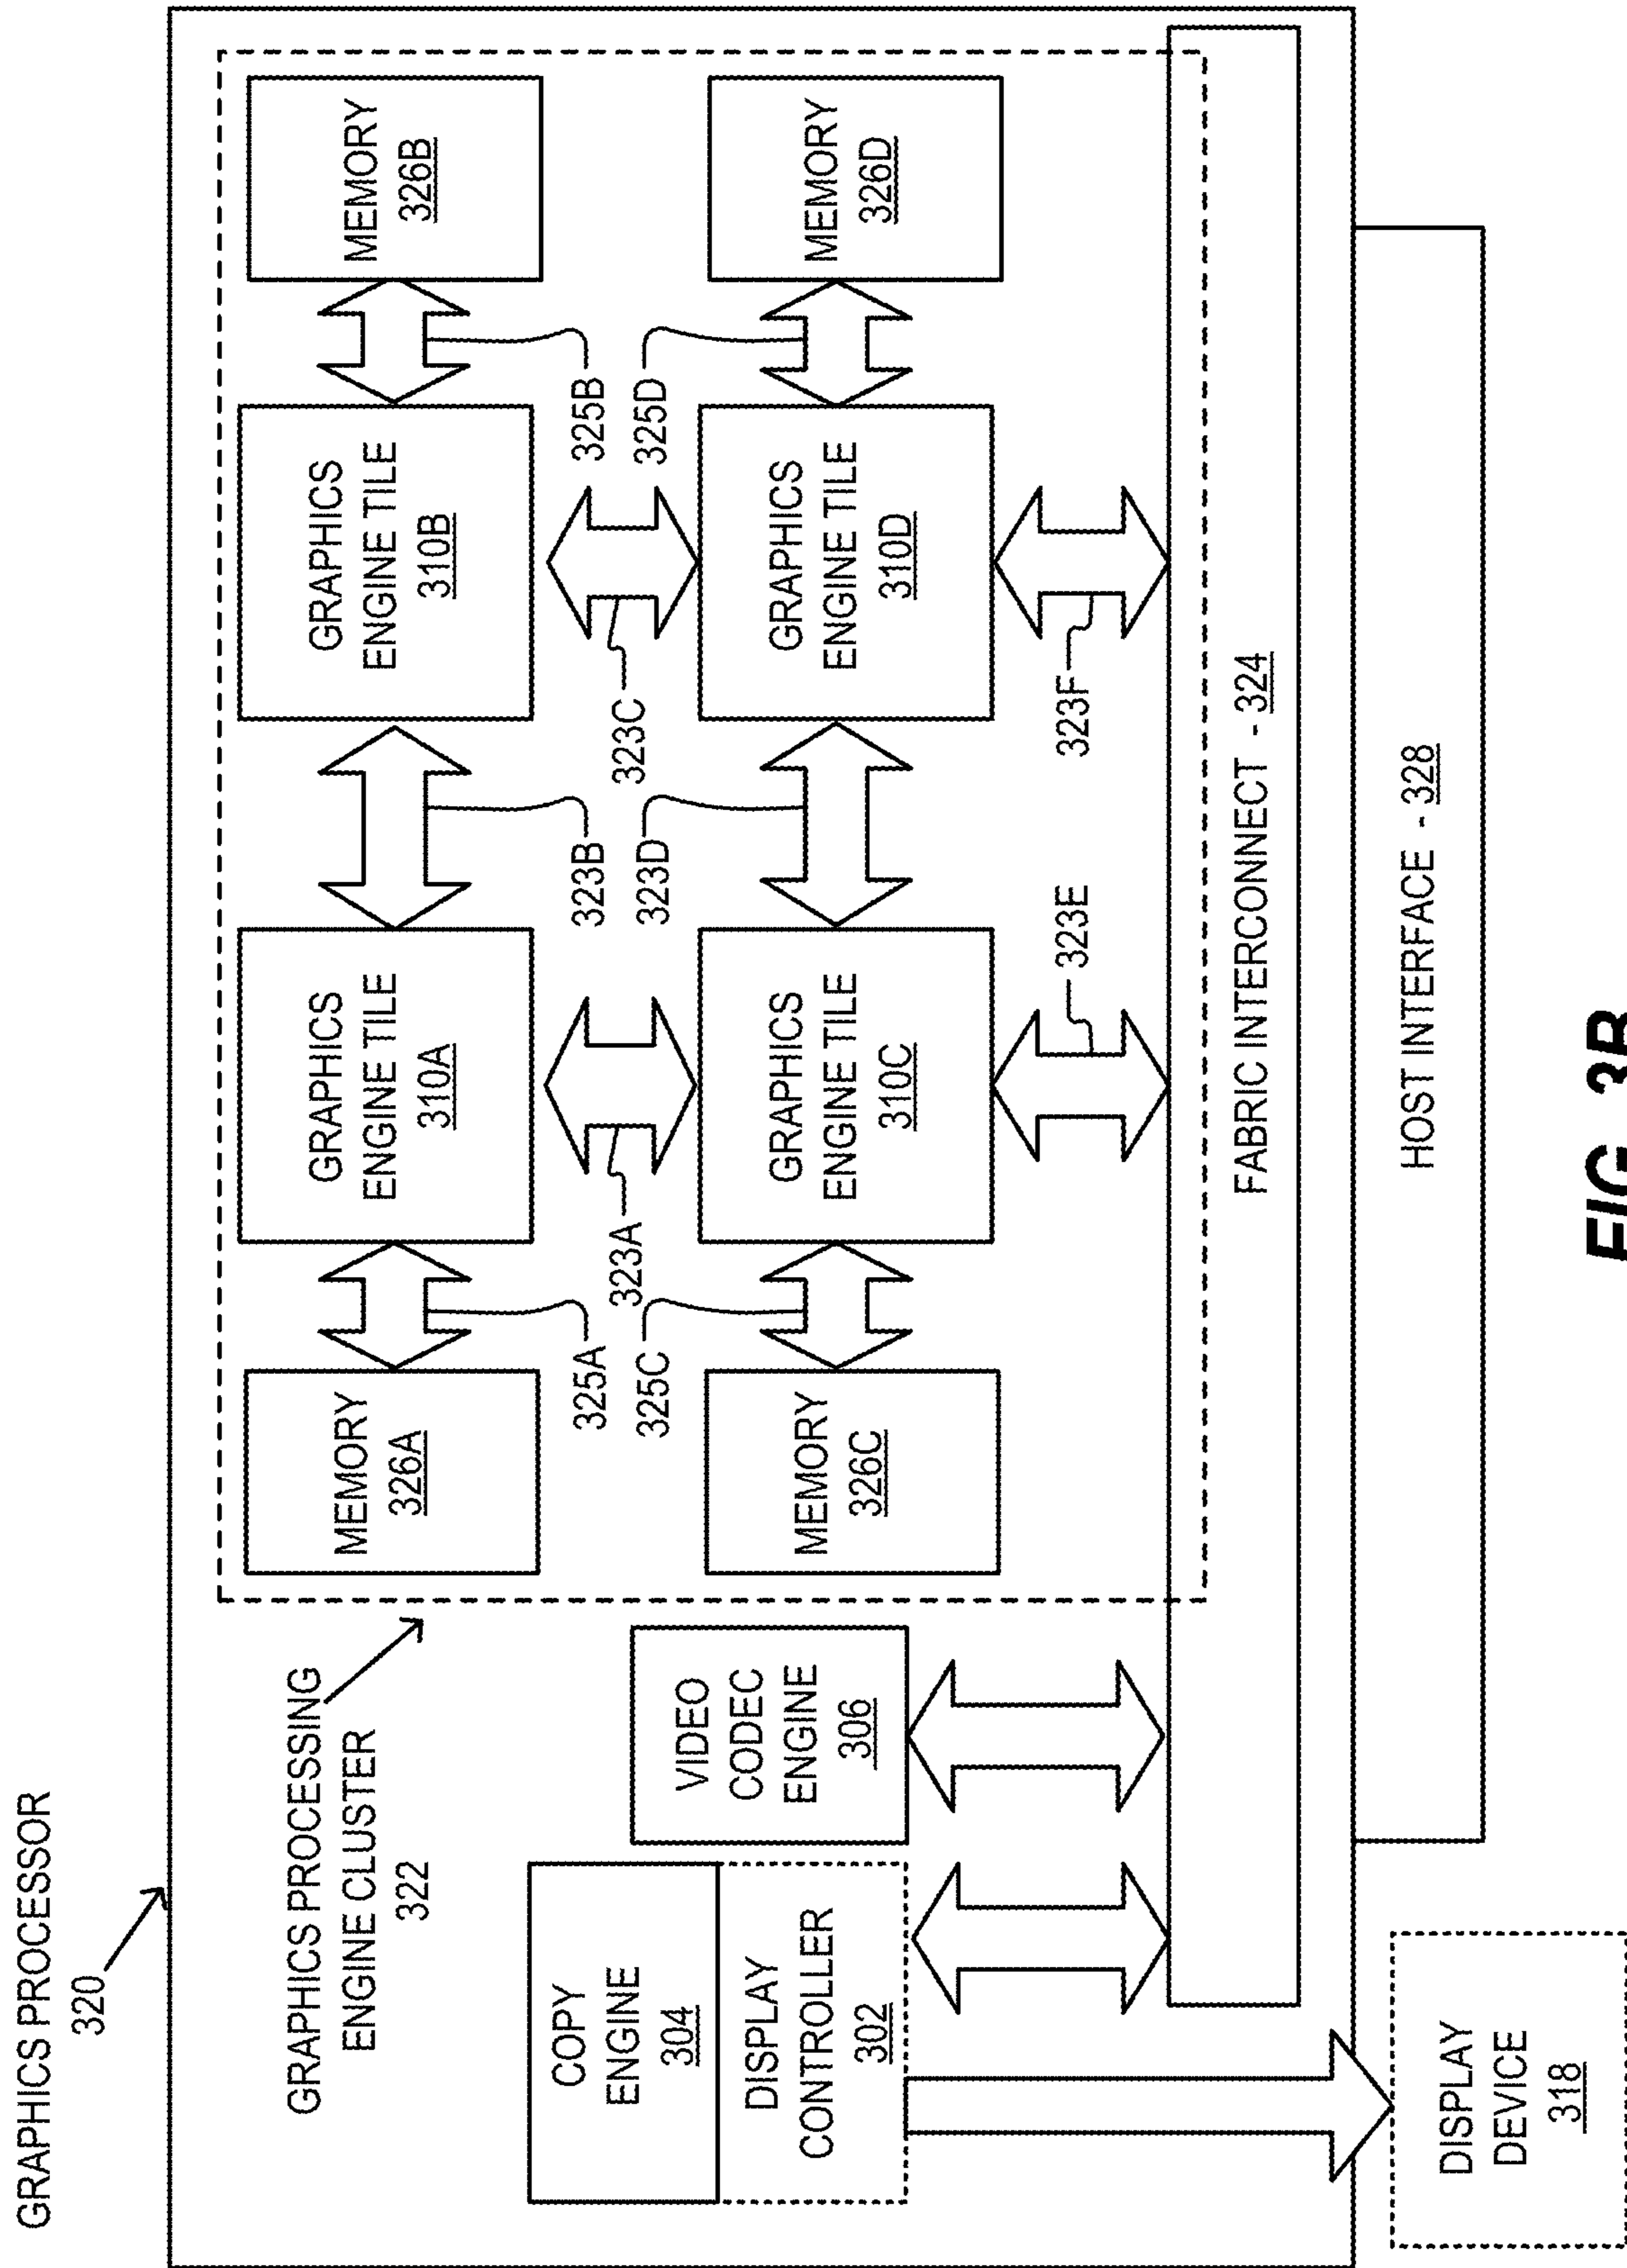 GRAPHICS PROCESSOR
320
GRAPHICS PROCESSING
ENGINE CLUSTER
322
MEMORY
326A
GRAPHICS
ENGINE TILE
310A
GRAPHICS
ENGINE TILE
310B
MEMORY
326B
325A
323B
325B
323A
323C
325C
323D
325D
COPY
ENGINE
304
DISPLAY
CONTROLLER
302
VIDEO
CODEC
ENGINE
306
MEMORY
326C
GRAPHICS
ENGINE TILE
310C
GRAPHICS
ENGINE TILE
310D
MEMORY
326D
323E
323F
FABRIC INTERCONNECT - 324
HOST INTERFACE - 328
DISPLAY
DEVICE
318
FIG. 3B